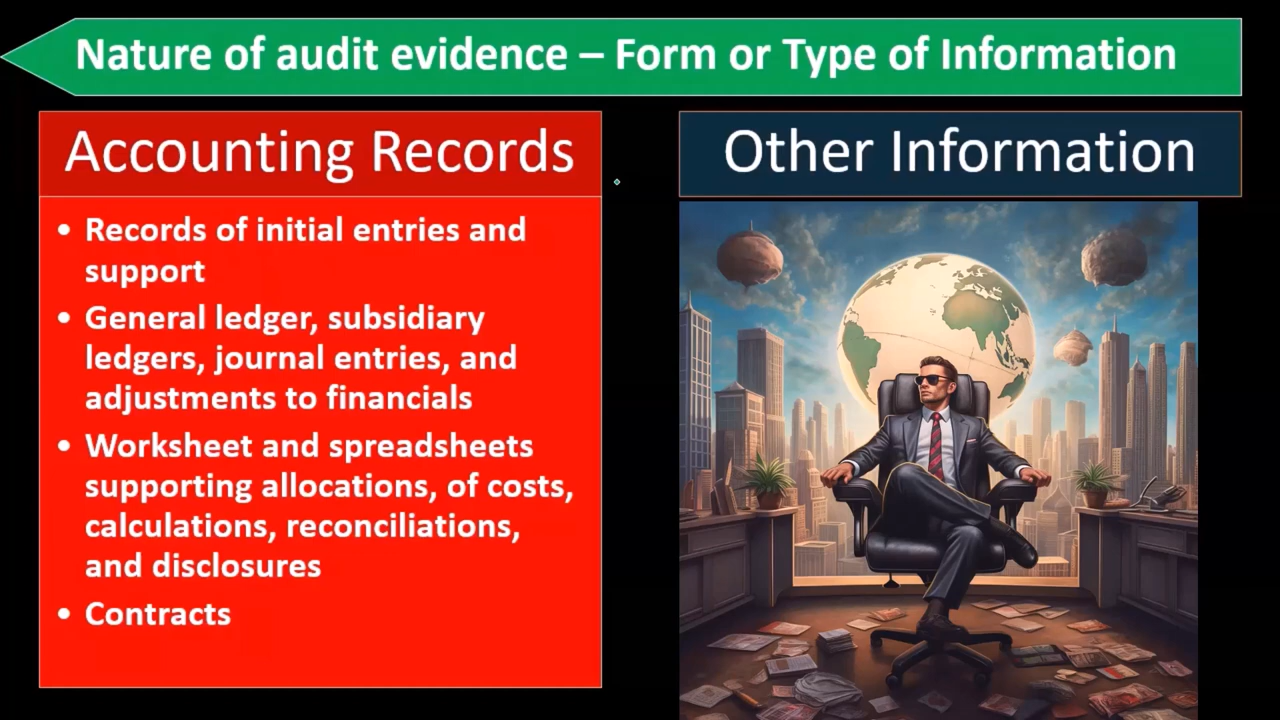 Nature of audit evidence – Form or Type of Information
Accounting Records
• Records of initial entries and
support
• General ledger, subsidiary
ledgers, journal entries, and
adjustments to financials
• Worksheet and spreadsheets
supporting allocations, of costs,
calculations, reconciliations,
and disclosures
• Contracts
Other Information